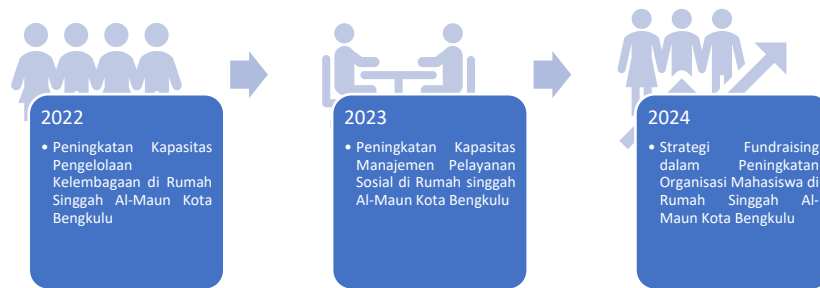 2022
• Peningkatan Kapasitas
Pengelolaan
Kelembagaan di Rumah
Singgah Al-Maun Kota
Bengkulu
2023
• Peningkatan Kapasitas
Manajemen Pelayanan
Sosial di Rumah singgah
Al-Maun Kota Bengkulu
2024
• Strategi Fundraising
dalam Peningkatan
Organisasi Mahasiswa di
Rumah Singgah Al-
Maun Kota Bengkulu